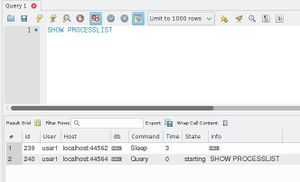 Query 1
Limit to 1000 rows
1 SHOW PROCESSLIST
Result Grid Filter Rows: Export: Wrap Cell Content:
# Id User Host db Command Time State Info
1 239 user1 localhost:44562 NULL Sleep 3 NULL
2 240 user1 localhost:44564 NULL Query 0 starting SHOW PROCESSLIST